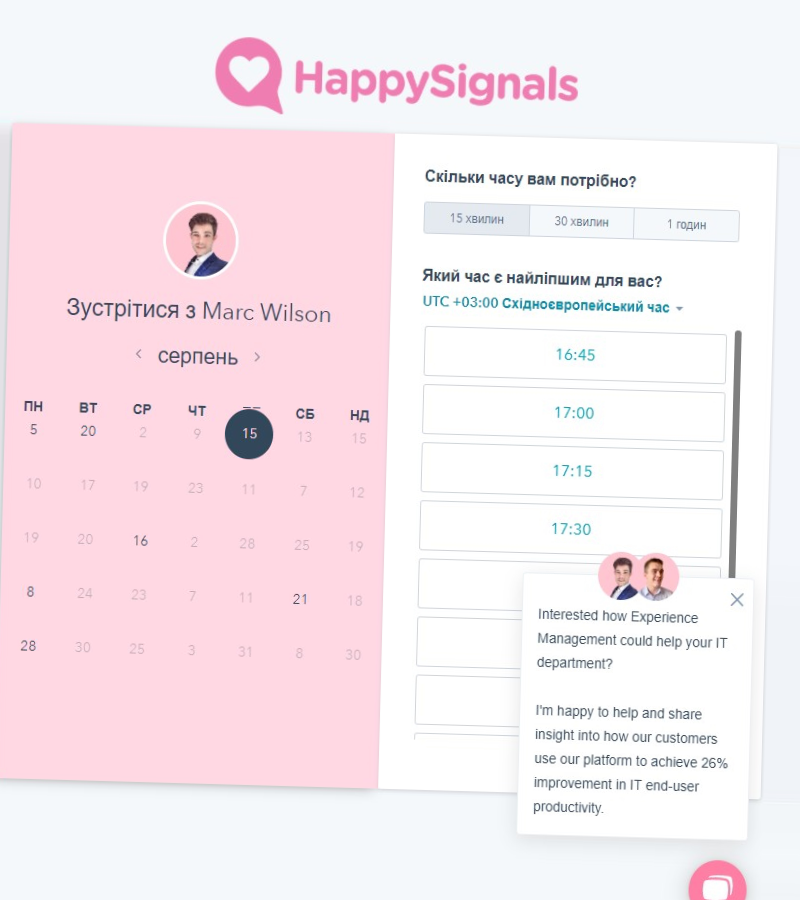 HappySignals
Зустрітися з Marc Wilson
серпень
ПН ВТ СР ЧТ СБ НД
5 20 2 9 15 13 15
10 17 19 23 11 7 12
19 20 16 2 28 25 19
8 24 23 7 11 21 18
28 30 25 3 31 8 30
Скільки часу вам потрібно?
15 хвилин 30 хвилин 1 годин
Який час є найліпшим для вас?
UTC +03:00 Східноєвропейський час
16:45
17:00
17:15
17:30
Interested how Experience
Management could help your IT
department?
I'm happy to help and share
insight into how our customers
use our platform to achieve 26%
improvement in IT end-user
productivity.